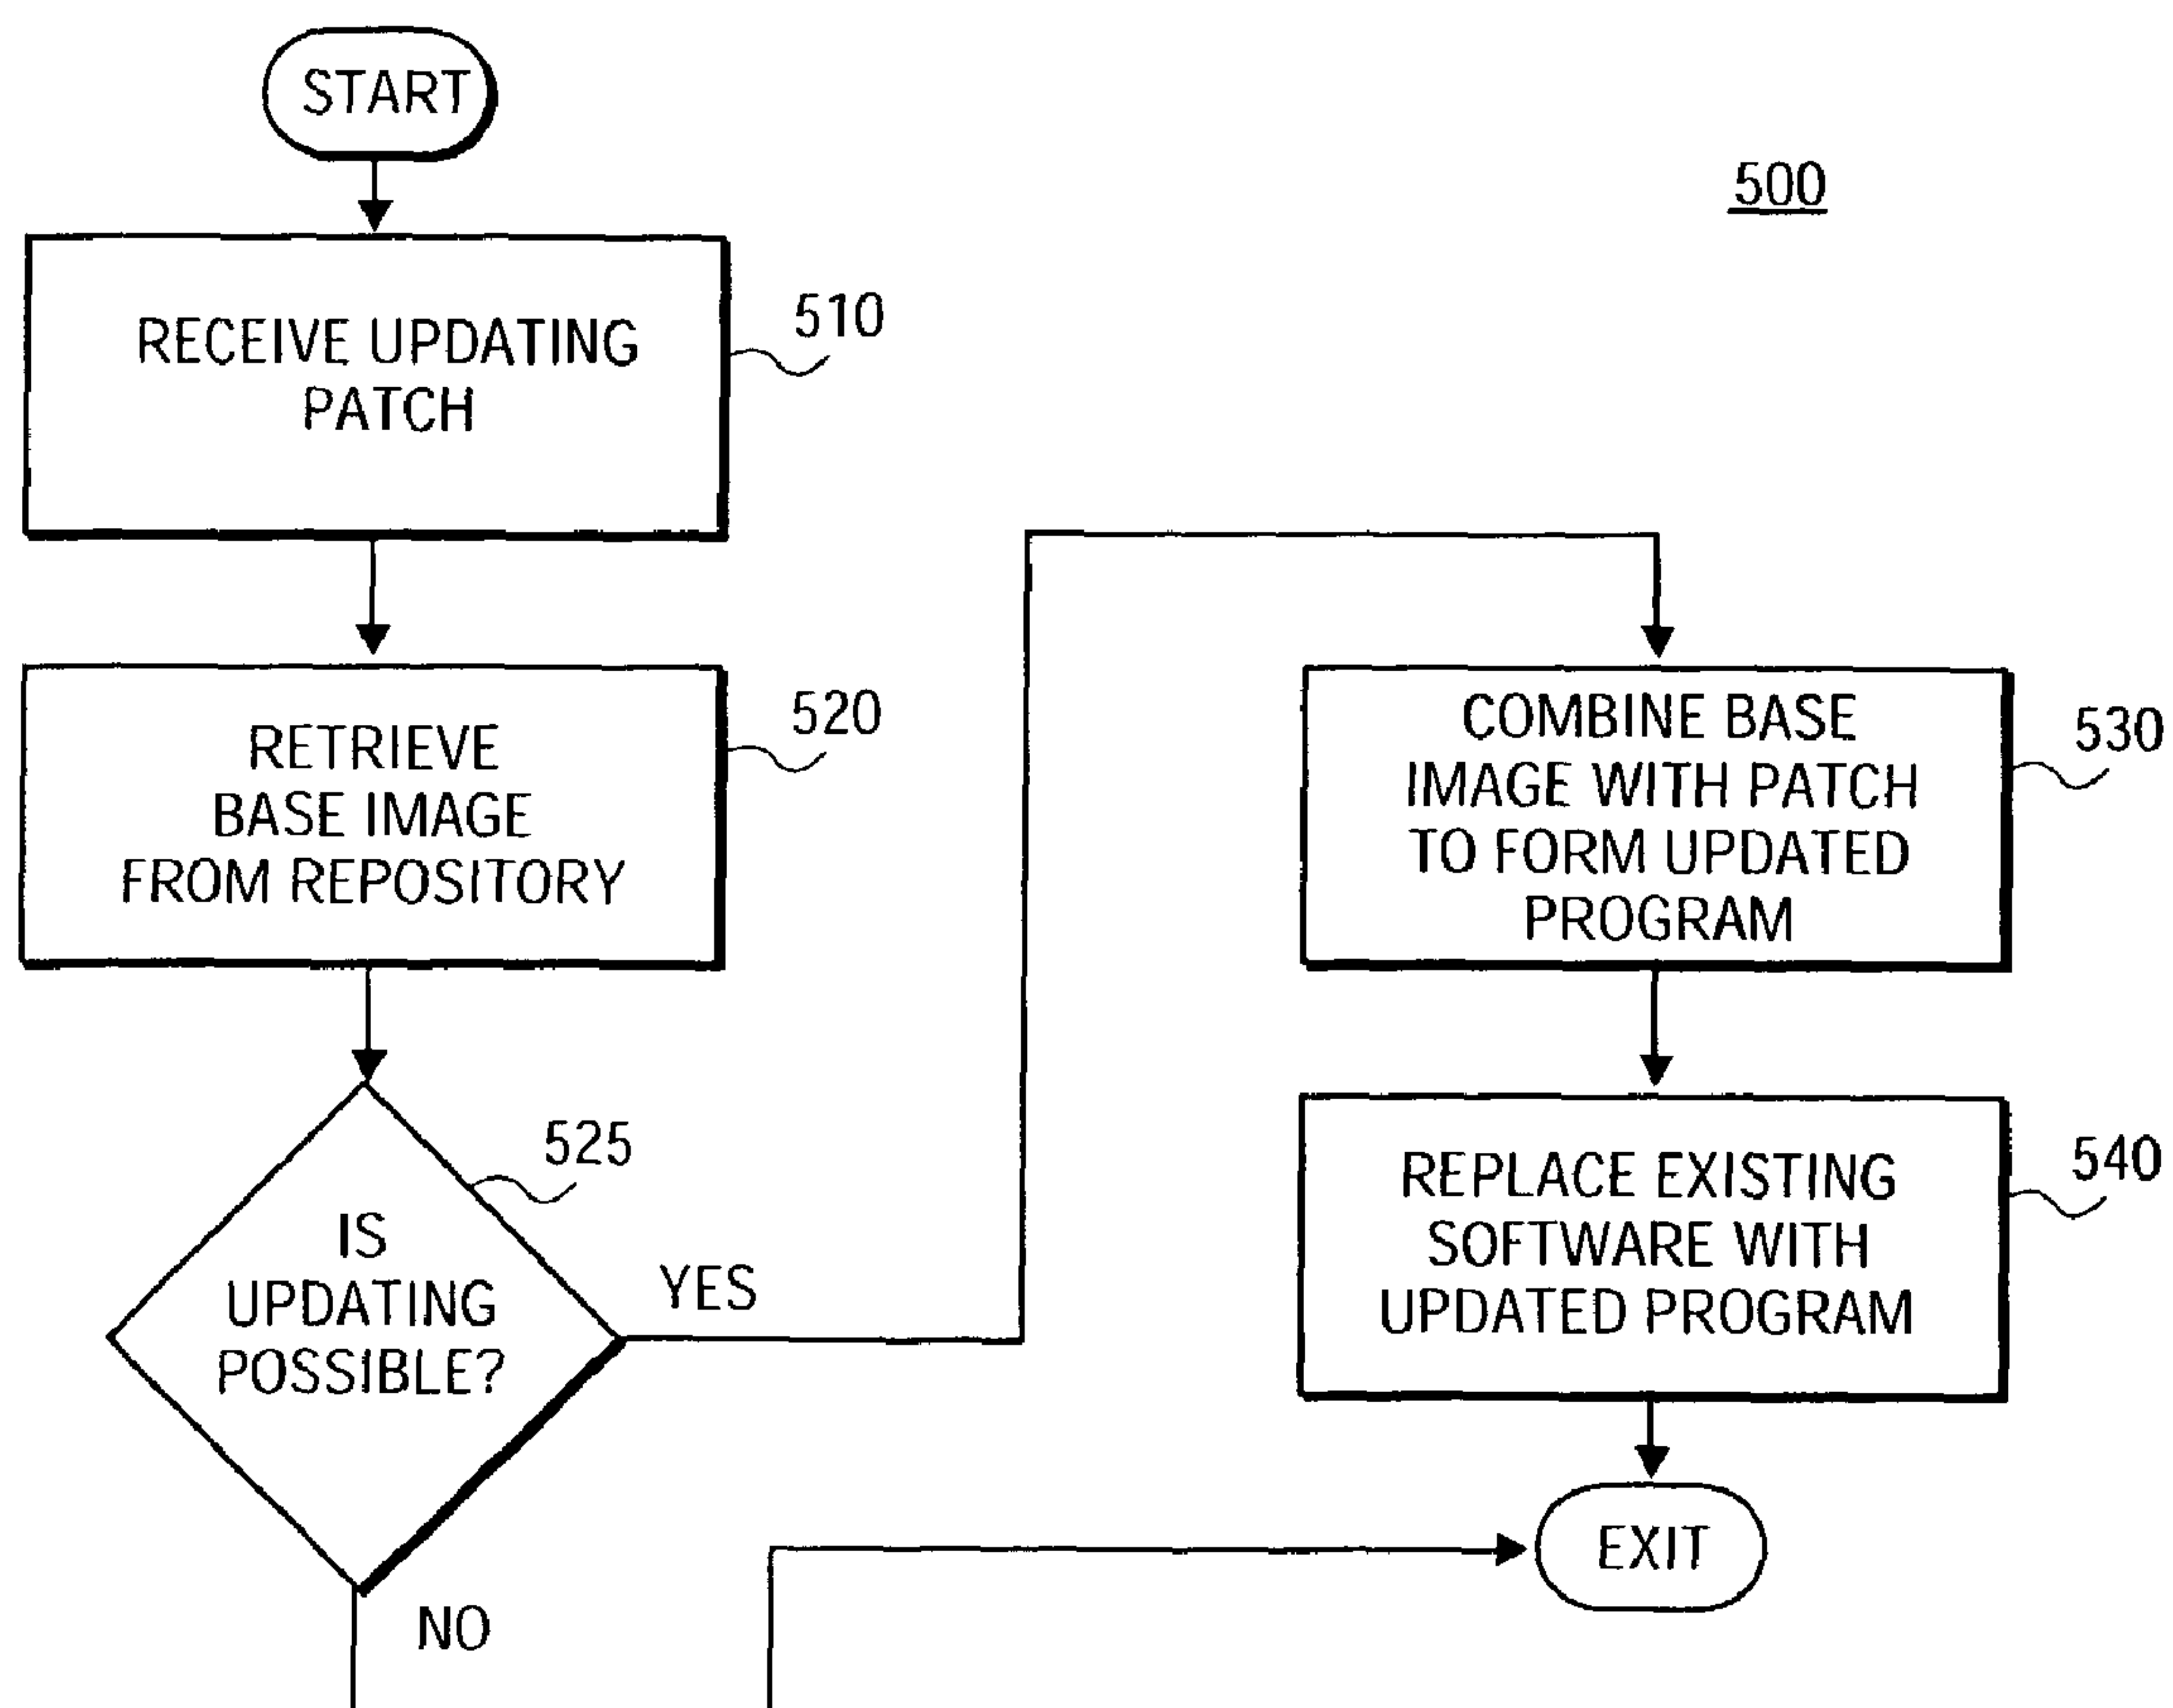 START
500
RECEIVE UPDATING
PATCH
510
RETRIEVE
BASE IMAGE
FROM REPOSITORY
520
IS
UPDATING
POSSIBLE?
525
YES
NO
COMBINE BASE
IMAGE WITH PATCH
TO FORM UPDATED
PROGRAM
530
REPLACE EXISTING
SOFTWARE WITH
UPDATED PROGRAM
540
EXIT